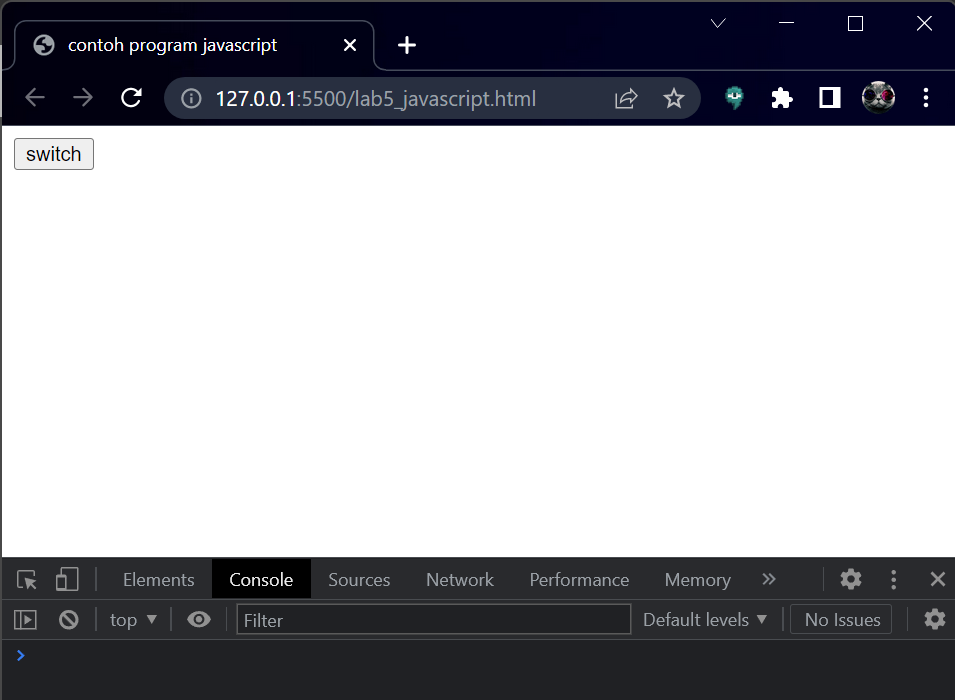 contoh program javascript
127.0.0.1:5500/lab5_javascript.html
switch
Elements Console Sources Network Performance Memory
top Filter Default levels No Issues